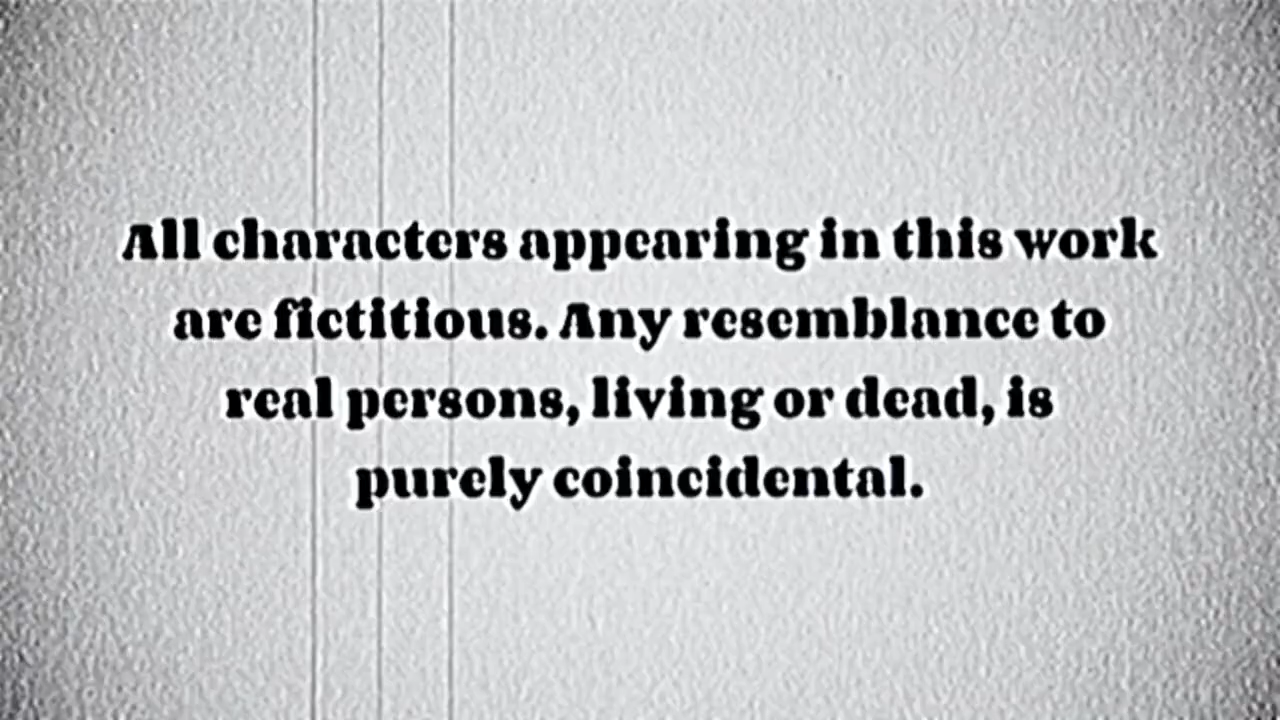 All characters appearing in this work
are fictitious. Any resemblance to
real persons, living or dead, is
purely coincidental.